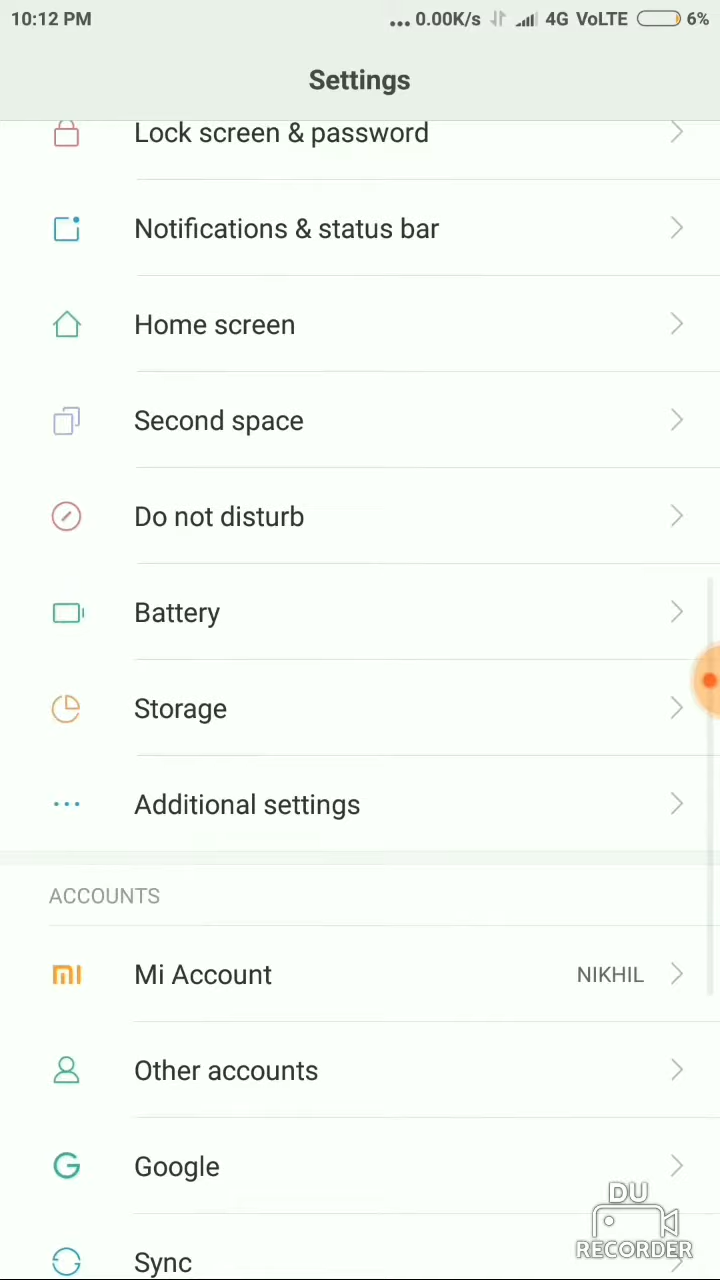 10:12 PM ... 0.00K/s 4G VoLTE 6%
Settings
Lock screen & password
Notifications & status bar
Home screen
Second space
Do not disturb
Battery
Storage
Additional settings
ACCOUNTS
Mi Account NIKHIL
Other accounts
Google
Sync
DU
RECORDER